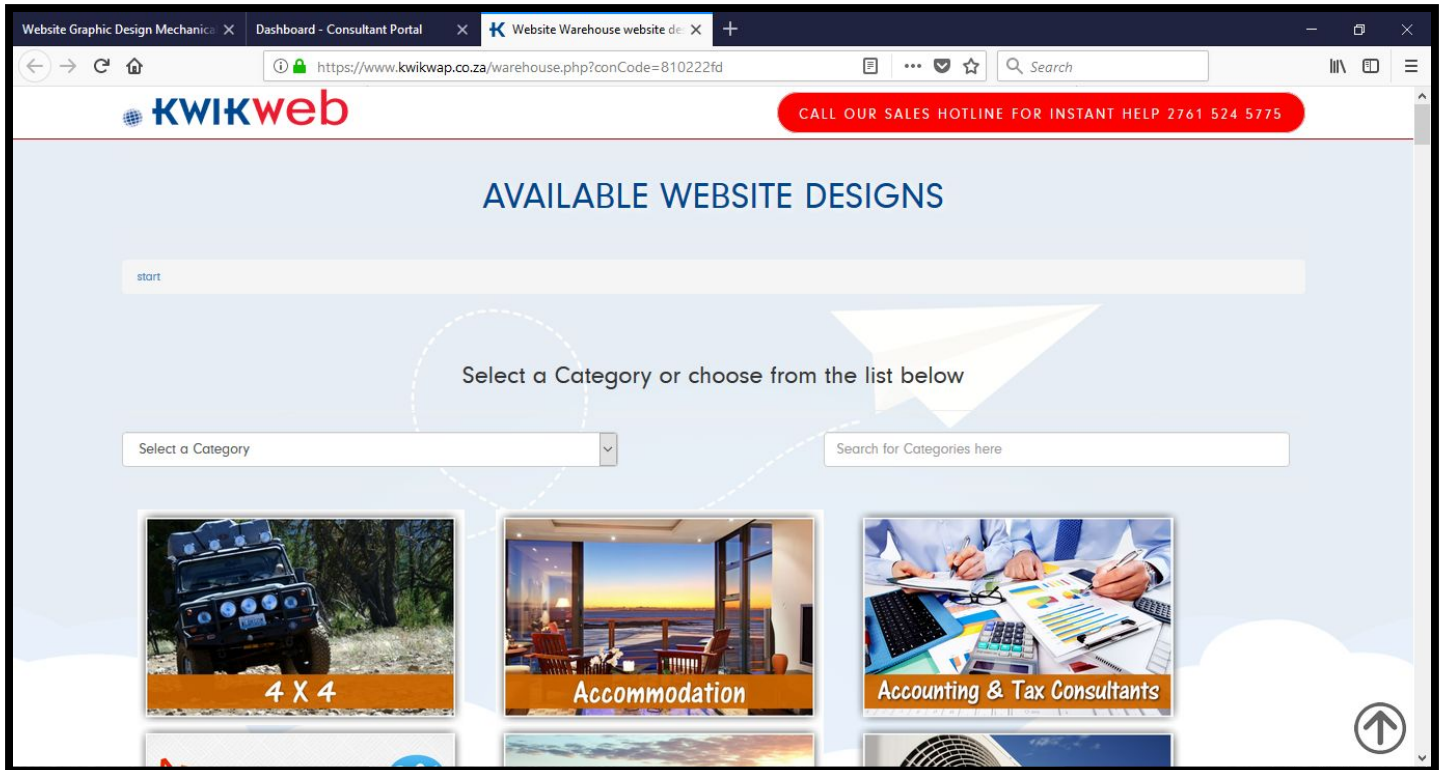 Website Graphic Design Mechanica
Dashboard - Consultant Portal
Website Warehouse website de
https://www.kwikwap.co.za/warehouse.php?conCode=810222fd
Search
KWIKweb
CALL OUR SALES HOTLINE FOR INSTANT HELP 2761 524 5775
AVAILABLE WEBSITE DESIGNS
start
Select a Category or choose from the list below
Select a Category
Search for Categories here
4 X 4
Accommodation
Accounting & Tax Consultants